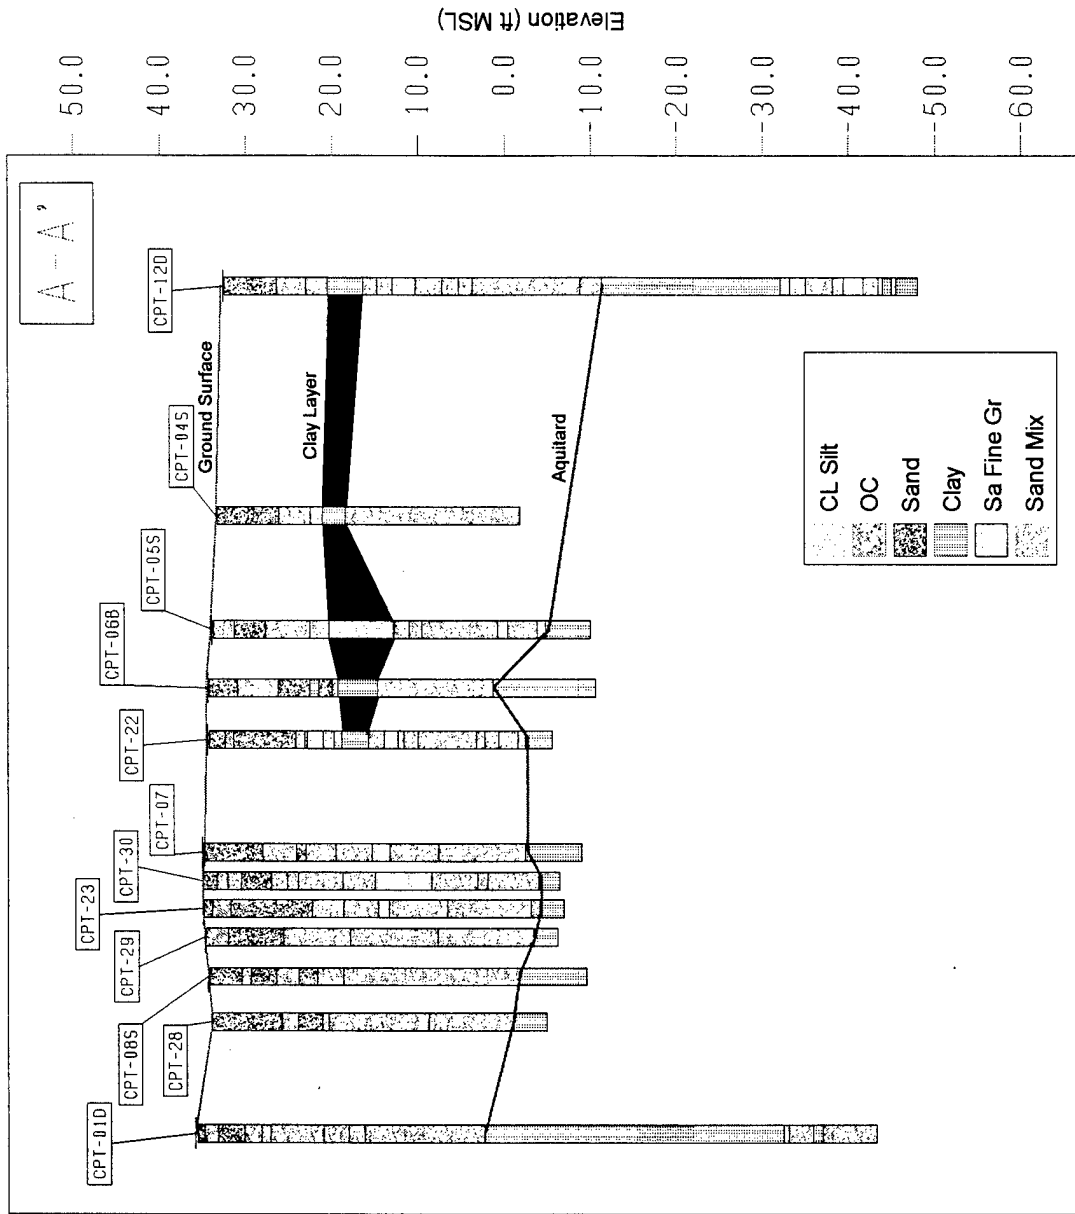 A - A'
CPT-01D
CPT-28
CPT-08S
CPT-29
CPT-23
CPT-30
CPT-07
CPT-22
CPT-06B
CPT-05S
CPT-04S
CPT-12D
Ground Surface
Clay Layer
Aquitard
CL Silt
OC
Sand
Clay
Sa Fine Gr
Sand Mix
50.0
40.0
30.0
20.0
10.0
0.0
-10.0
-20.0
-30.0
-40.0
-50.0
-60.0
Elevation (ft MSL)